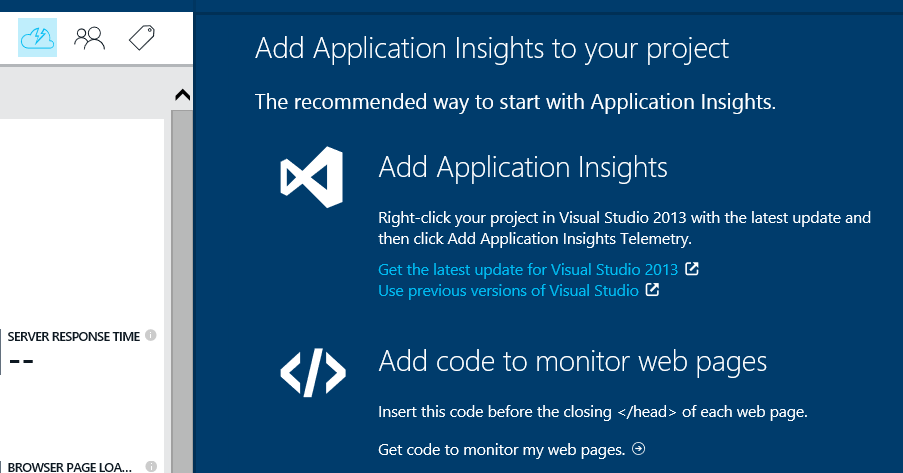 Add Application Insights to your project
The recommended way to start with Application Insights.
Add Application Insights
Right-click your project in Visual Studio 2013 with the latest update and
then click Add Application Insights Telemetry.
Get the latest update for Visual Studio 2013
Use previous versions of Visual Studio
Add code to monitor web pages
Insert this code before the closing </head> of each web page.
Get code to monitor my web pages.
SERVER RESPONSE TIME
--
BROWSER PAGE LOA...